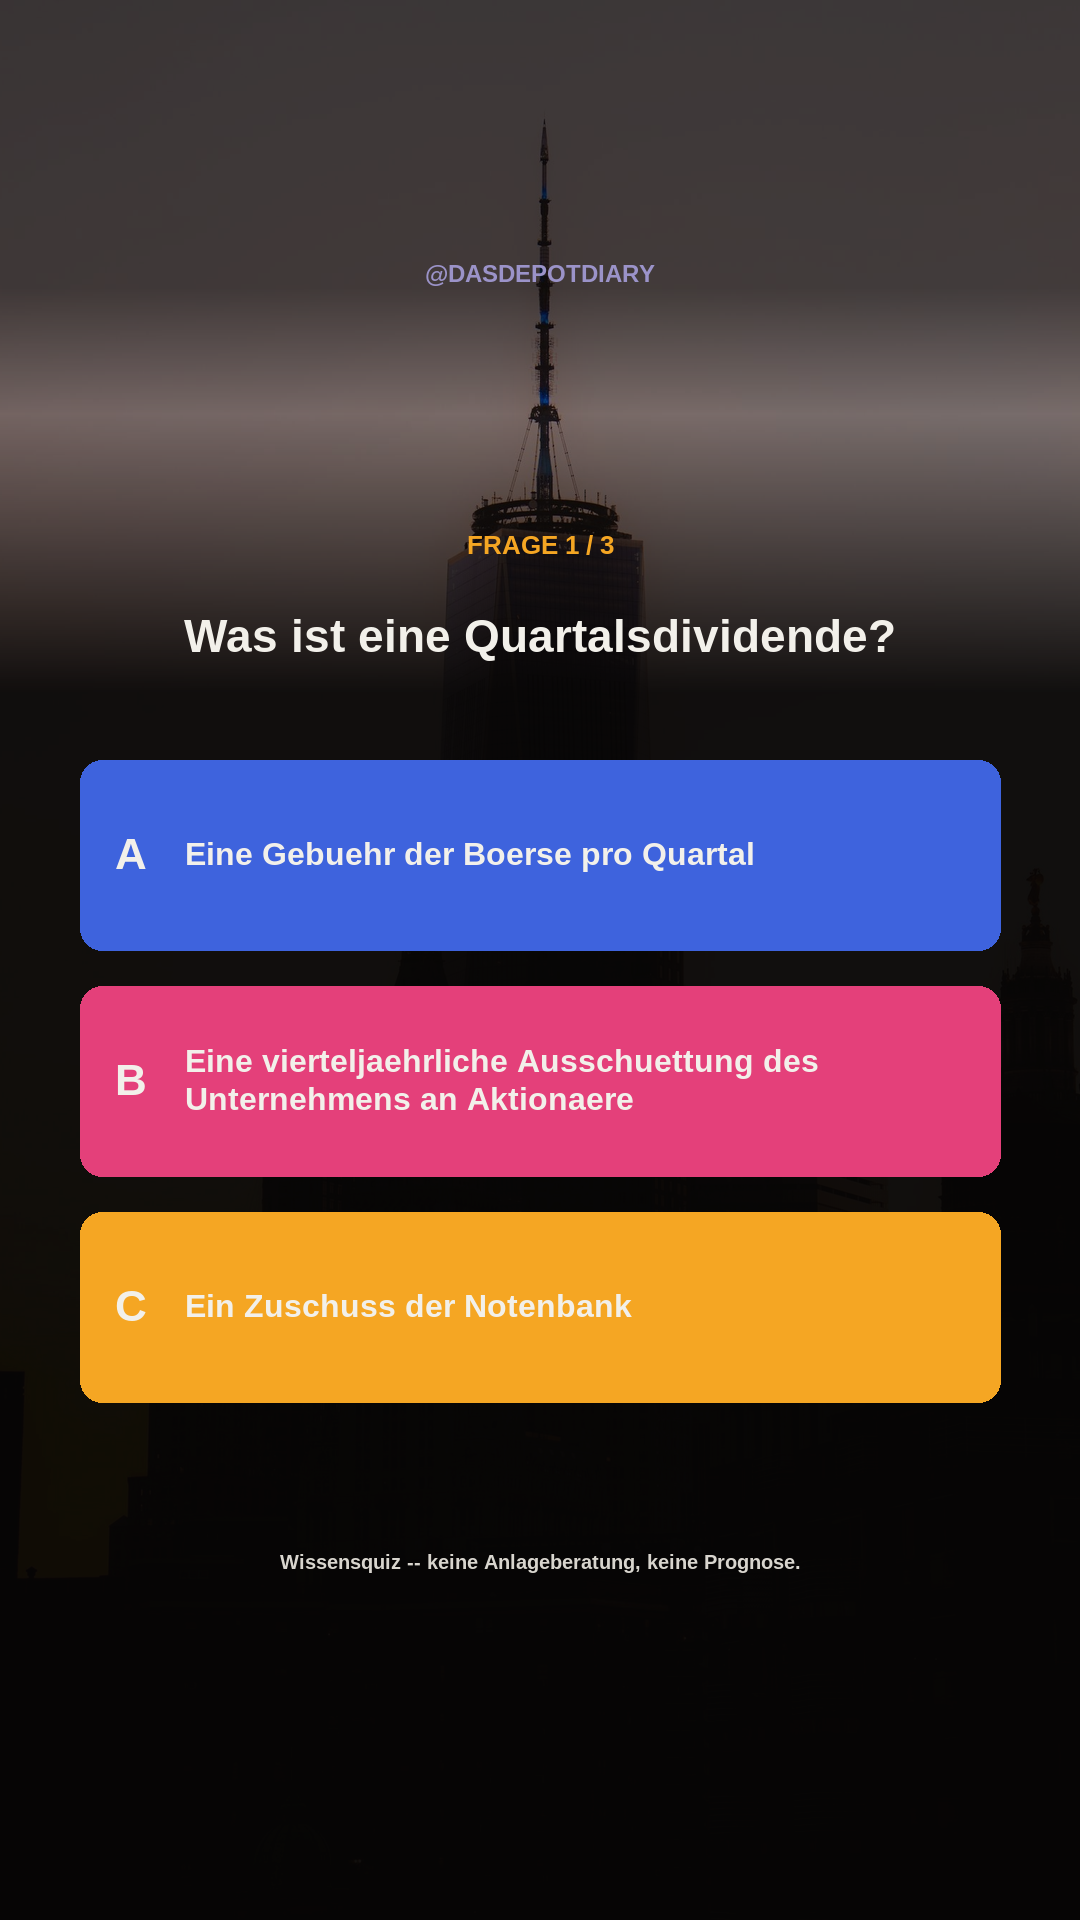 @DASDEPOTDIARY
FRAGE 1 / 3
Was ist eine Quartalsdividende?
A Eine Gebuehr der Boerse pro Quartal
B Eine vierteljaehrliche Ausschuettung des
Unternehmens an Aktionaere
C Ein Zuschuss der Notenbank
Wissensquiz -- keine Anlageberatung, keine Prognose.